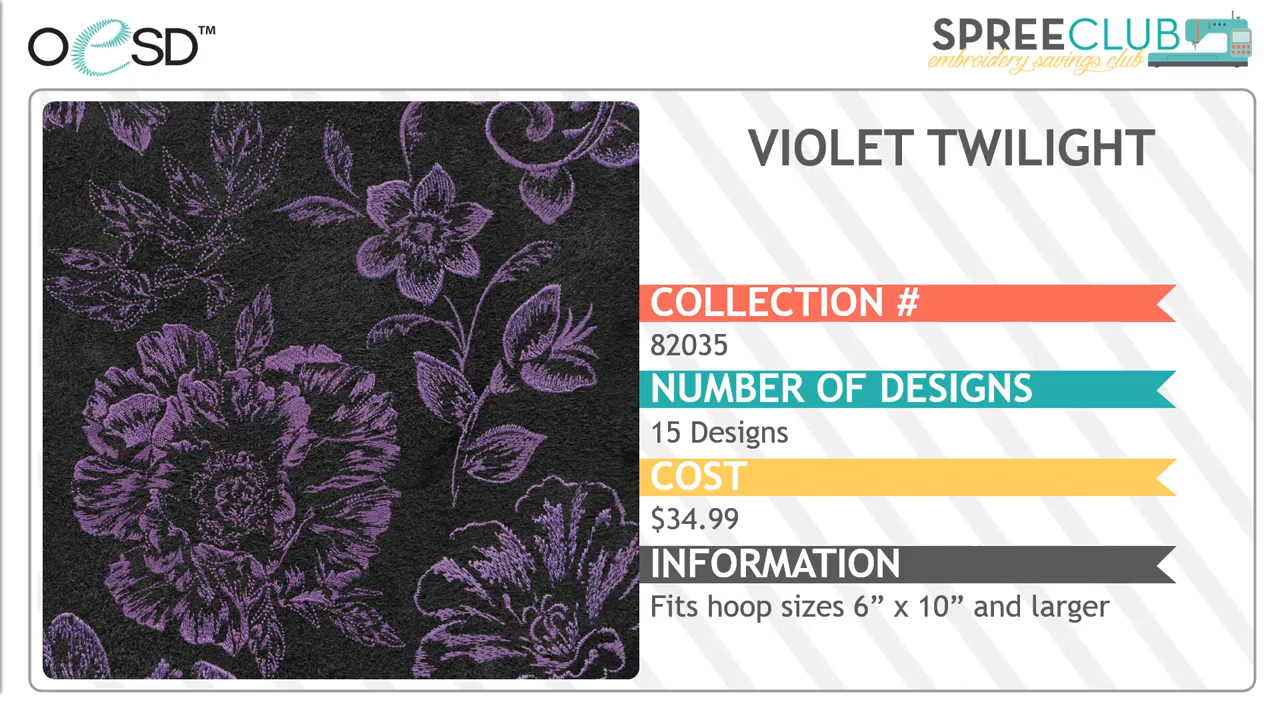 OeSD™
SPREECLUB
embroidery savings club
VIOLET TWILIGHT
COLLECTION #
82035
NUMBER OF DESIGNS
15 Designs
COST
$34.99
INFORMATION
Fits hoop sizes 6” x 10” and larger